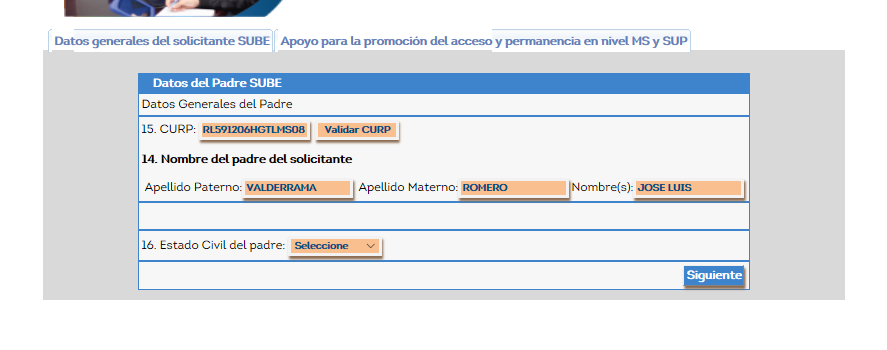 Datos generales del solicitante SUBE Apoyo para la promoción del acceso y permanencia en nivel MS y SUP
Datos del Padre SUBE
Datos Generales del Padre
15. CURP: RL591206HGTLMS08 Validar CURP
14. Nombre del padre del solicitante
Apellido Paterno: VALDERRAMA Apellido Materno: ROMERO Nombre(s): JOSE LUIS
16. Estado Civil del padre: Seleccione
Siguiente